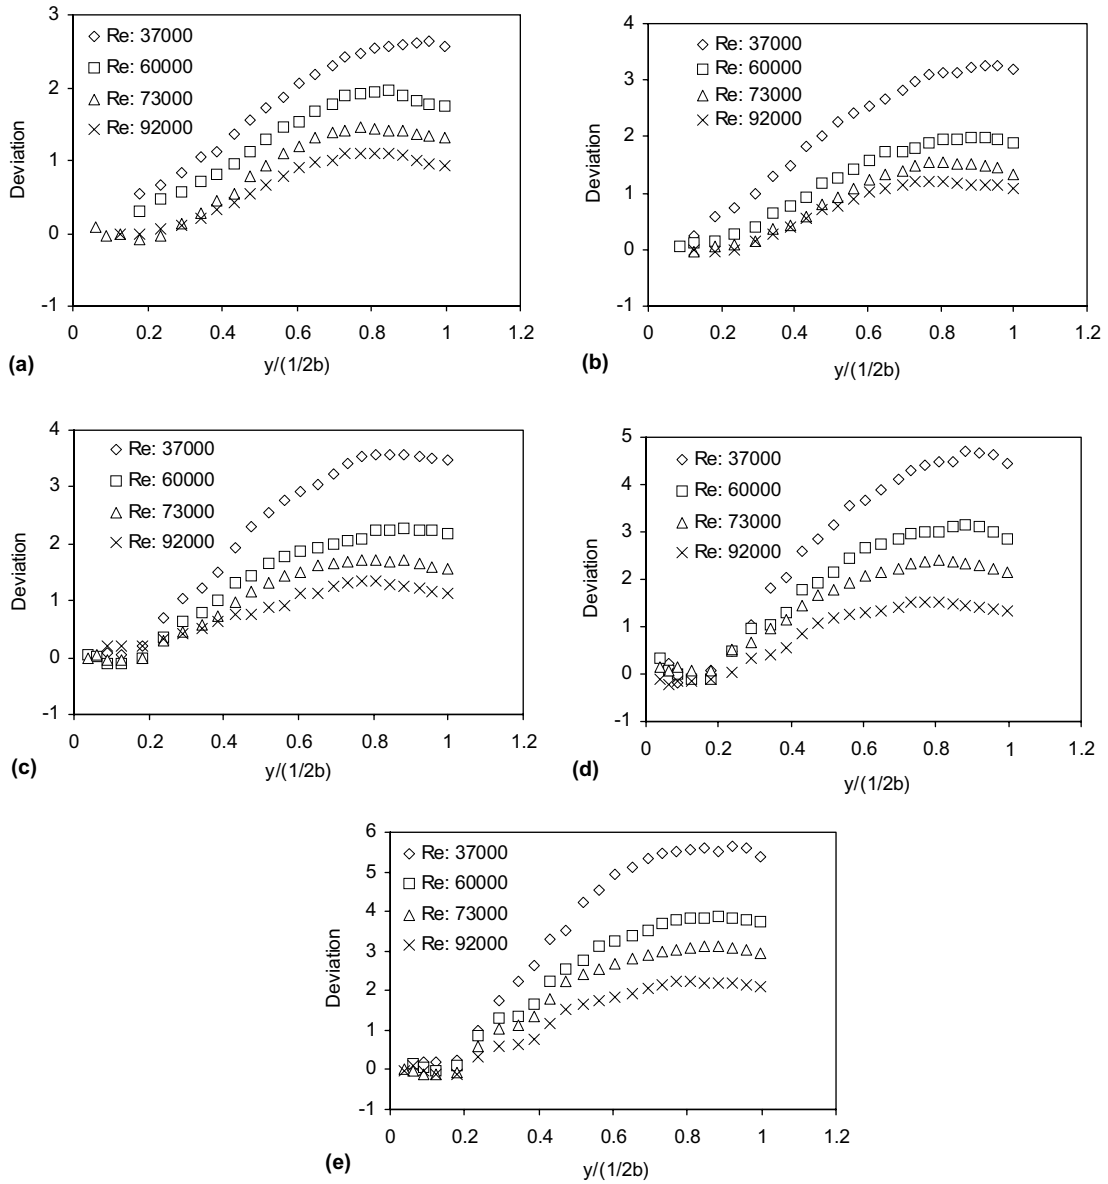 3
2
1
0
-1
Deviation
Re: 37000
Re: 60000
Re: 73000
Re: 92000
0 0.2 0.4 0.6 0.8 1 1.2
y/(1/2b)
(a)
4
3
2
1
0
-1
Deviation
Re: 37000
Re: 60000
Re: 73000
Re: 92000
0 0.2 0.4 0.6 0.8 1 1.2
y/(1/2b)
(b)
4
3
2
1
0
-1
Deviation
Re: 37000
Re: 60000
Re: 73000
Re: 92000
0 0.2 0.4 0.6 0.8 1 1.2
y/(1/2b)
(c)
5
4
3
2
1
0
-1
Deviation
Re: 37000
Re: 60000
Re: 73000
Re: 92000
0 0.2 0.4 0.6 0.8 1 1.2
y/(1/2b)
(d)
6
5
4
3
2
1
0
-1
Deviation
Re: 37000
Re: 60000
Re: 73000
Re: 92000
0 0.2 0.4 0.6 0.8 1 1.2
y/(1/2b)
(e)